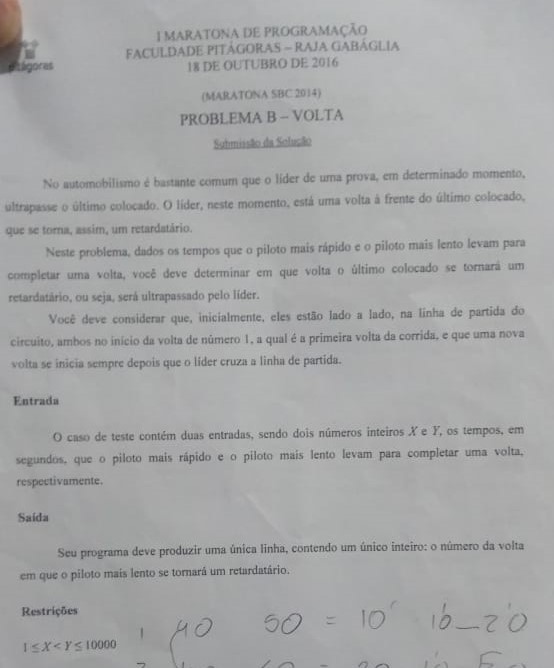 I MARATONA DE PROGRAMAÇÃO
FACULDADE PITÁGORAS – RAJA GABÁGLIA
18 DE OUTUBRO DE 2016
(MARATONA SBC 2014)
PROBLEMA B – VOLTA
Submissão da Solução
No automobilismo é bastante comum que o líder de uma prova, em determinado momento,
ultrapasse o último colocado. O líder, neste momento, está uma volta à frente do último colocado,
que se torna, assim, um retardatário.
Neste problema, dados os tempos que o piloto mais rápido e o piloto mais lento levam para
completar uma volta, você deve determinar em que volta o último colocado se tornará um
retardatário, ou seja, será ultrapassado pelo líder.
Você deve considerar que, inicialmente, eles estão lado a lado, na linha de partida do
circuito, ambos no início da volta de número 1, a qual é a primeira volta da corrida, e que uma nova
volta se inicia sempre depois que o líder cruza a linha de partida.
Entrada
O caso de teste contém duas entradas, sendo dois números inteiros X e Y, os tempos, em
segundos, que o piloto mais rápido e o piloto mais lento levam para completar uma volta,
respectivamente.
Saída
Seu programa deve produzir uma única linha, contendo um único inteiro: o número da volta
em que o piloto mais lento se tornará um retardatário.
Restrições
1 ≤ X < Y ≤ 10000
1 40 50 = 10